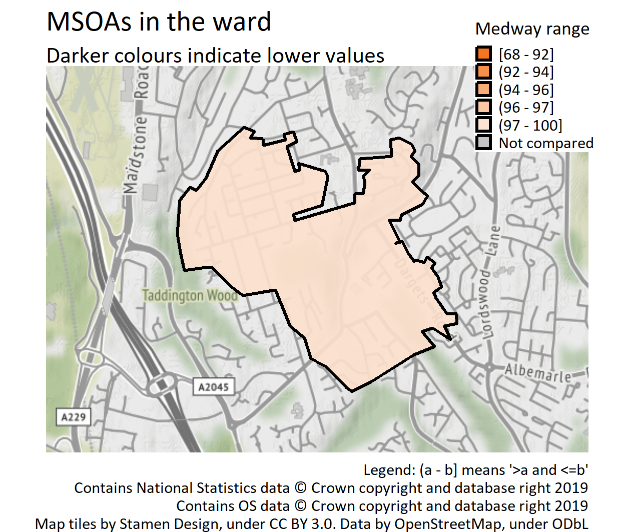 MSOAs in the ward
Darker colours indicate lower values
Medway range
[68 - 92]
(92 - 94]
(94 - 96]
(96 - 97]
(97 - 100]
Not compared
Maidstone Road
Lordswood Lane
Taddington Wood
Albemarle
A2045
A229
Legend: (a - b] means '>a and <=b'
Contains National Statistics data © Crown copyright and database right 2019
Contains OS data © Crown copyright and database right 2019
Map tiles by Stamen Design, under CC BY 3.0. Data by OpenStreetMap, under ODbL